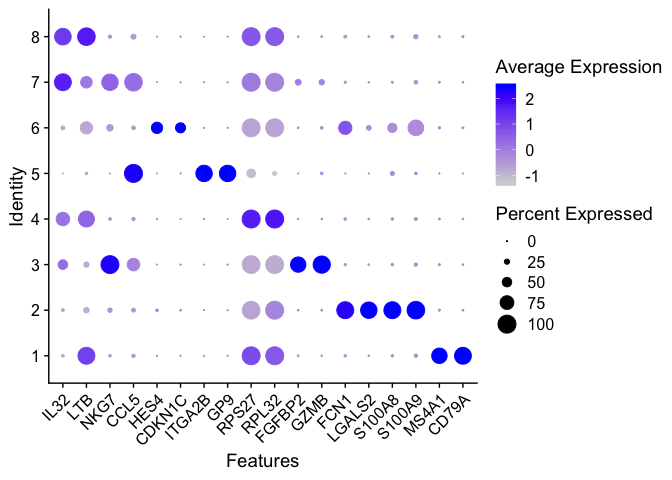 8
7
6
5
4
3
2
1
Identity
IL32
LTB
NKG7
CCL5
HES4
CDKN1C
ITGA2B
GP9
RPS27
RPL32
FGFBP2
GZMB
FCN1
LGALS2
S100A8
S100A9
MS4A1
CD79A
Features
Average Expression
2
1
0
-1
Percent Expressed
0
25
50
75
100